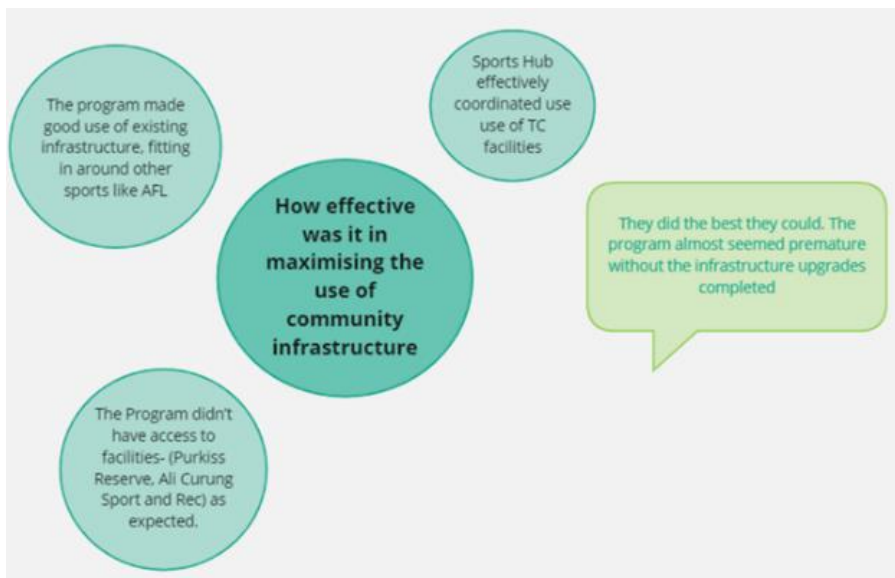 The program made
good use of existing
infrastructure, fitting
in around other
sports like AFL
Sports Hub
effectively
coordinated use
use of TC
facilities
How effective
was it in
maximising the
use of
community
infrastructure
They did the best they could. The
program almost seemed premature
without the infrastructure upgrades
completed
The Program didn't
have access to
facilities- (Purkiss
Reserve, Ali Curung
Sport and Rec) as
expected.